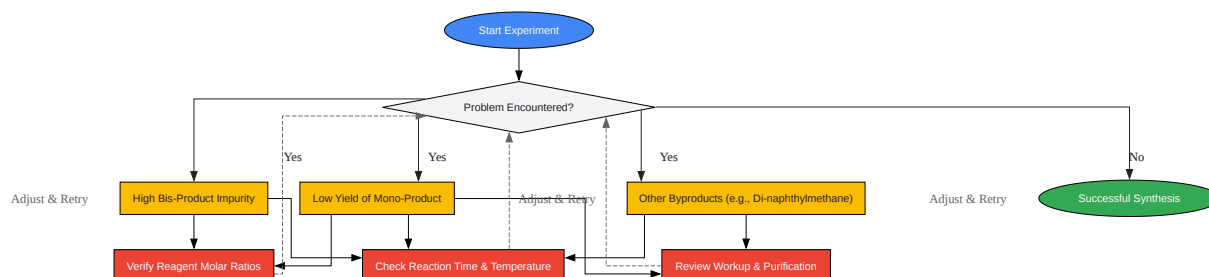 Start Experiment
Problem Encountered?
Yes
Yes
Yes
No
Adjust & Retry
High Bis-Product Impurity
Low Yield of Mono-Product
Adjust & Retry
Other Byproducts (e.g., Di-naphthylmethane)
Adjust & Retry
Successful Synthesis
Verify Reagent Molar Ratios
Check Reaction Time & Temperature
Review Workup & Purification